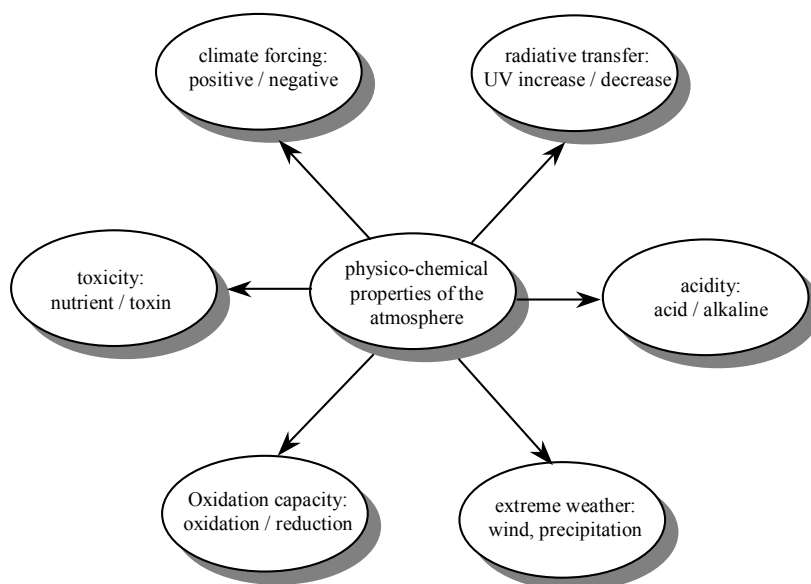 climate forcing:
positive / negative
radiative transfer:
UV increase / decrease
toxicity:
nutrient / toxin
physico-chemical
properties of the
atmosphere
acidity:
acid / alkaline
Oxidation capacity:
oxidation / reduction
extreme weather:
wind, precipitation